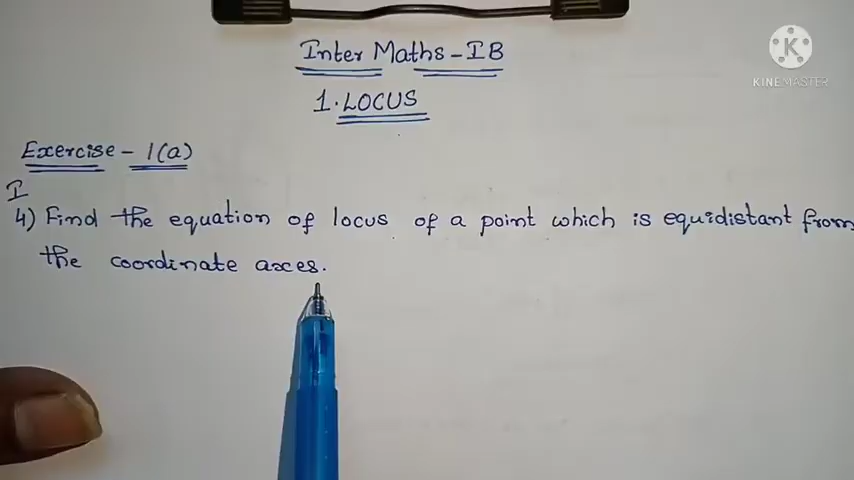 Inter Maths - IB
K
KINEMASTER
1. LOCUS
Exercise - 1(a)
I
4) Find the equation of locus of a point which is equidistant from
the coordinate axes.